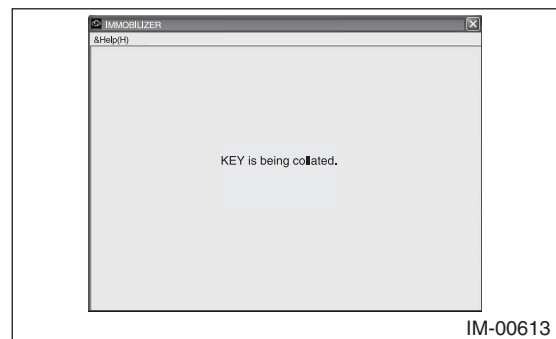 IMMOBILIZER
&Help(H)
KEY is being collated.
IM-00613